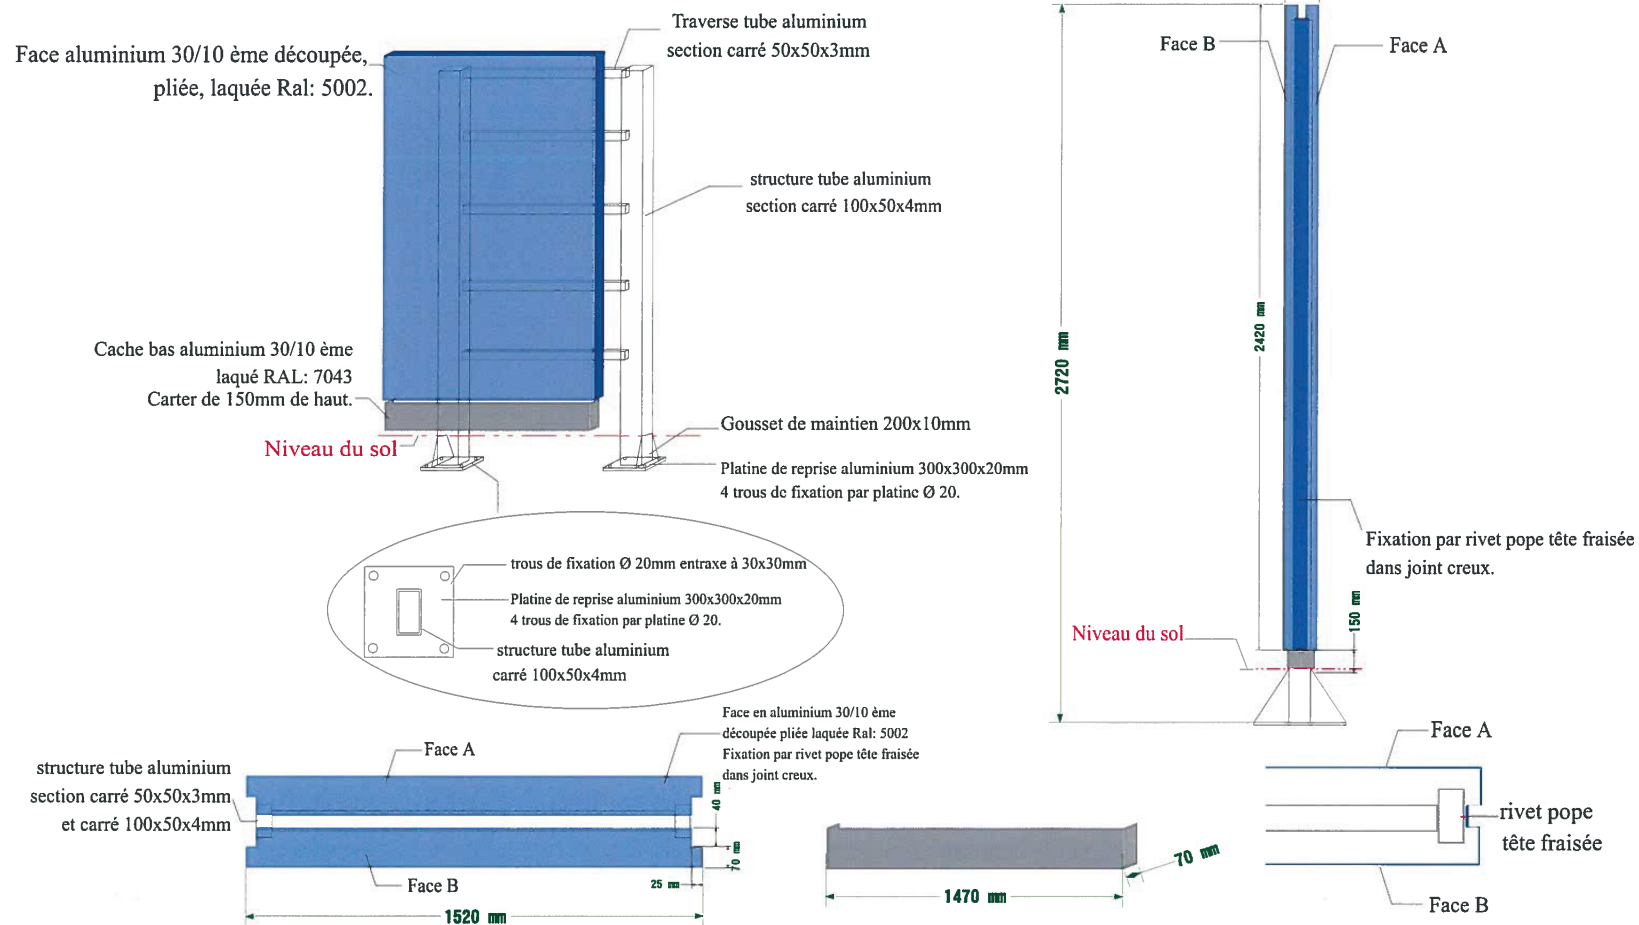 Traverse tube aluminium
section carré 50x50x3mm
Face aluminium 30/10 ème découpée,
pliée, laquée Ral: 5002.
structure tube aluminium
section carré 100x50x4mm
Cache bas aluminium 30/10 ème
laqué RAL: 7043
Carter de 150mm de haut.
Niveau du sol
Gousset de maintien 200x10mm
Platine de reprise aluminium 300x300x20mm
4 trous de fixation par platine Ø 20.
trous de fixation Ø 20mm entraxe à 30x30mm
Platine de reprise aluminium 300x300x20mm
4 trous de fixation par platine Ø 20.
structure tube aluminium
carré 100x50x4mm
Face B
Face A
2720 mm
2420 mm
Fixation par rivet pope tête fraisée
dans joint creux.
150 mm
Niveau du sol
Face en aluminium 30/10 ème
découpée pliée laquée Ral: 5002
Fixation par rivet pope tête fraisée
dans joint creux.
Face A
structure tube aluminium
section carré 50x50x3mm
et carré 100x50x4mm
40 mm
70 mm
25 mm
Face B
1520 mm
70 mm
1470 mm
Face A
rivet pope
tête fraisée
Face B